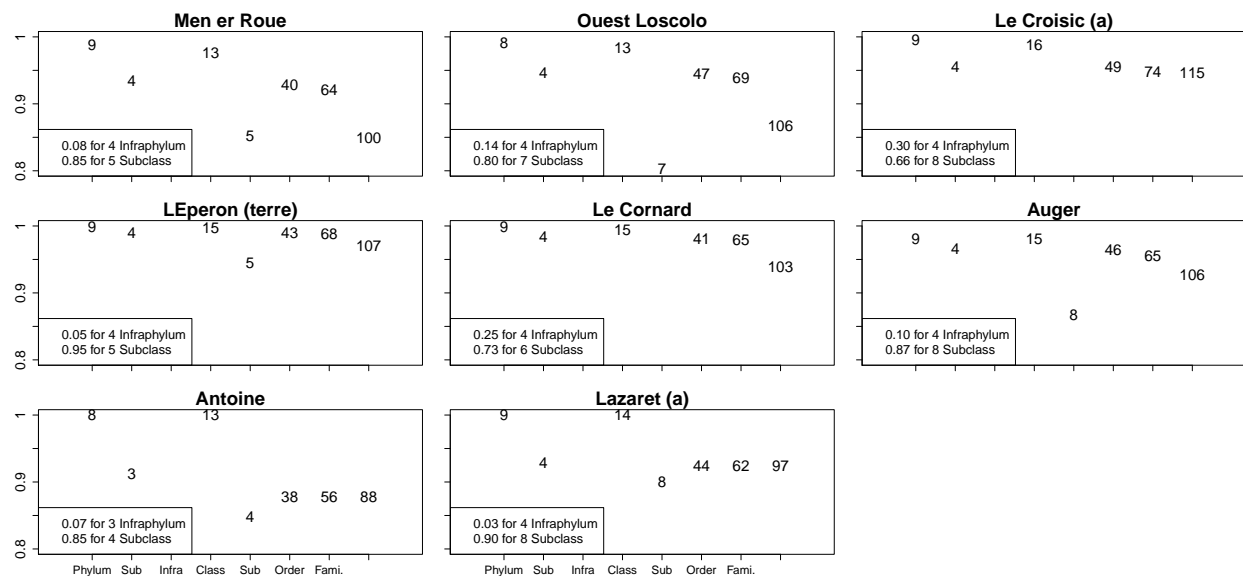 Men er Roue
Ouest Loscolo
Le Croisic (a)
1
0.9
0.8
9
4
13
5
40
64
100
0.08 for 4 Infraphylum
0.85 for 5 Subclass
8
4
13
7
47
69
106
0.14 for 4 Infraphylum
0.80 for 7 Subclass
9
4
16
49
74
115
0.30 for 4 Infraphylum
0.66 for 8 Subclass
LEperon (terre)
Le Cornard
Auger
1
0.9
0.8
9
4
15
5
43
68
107
0.05 for 4 Infraphylum
0.95 for 5 Subclass
9
4
15
41
65
103
0.25 for 4 Infraphylum
0.73 for 6 Subclass
9
4
15
8
46
65
106
0.10 for 4 Infraphylum
0.87 for 8 Subclass
Antoine
Lazaret (a)
1
0.9
0.8
8
3
13
4
38
56
88
0.07 for 3 Infraphylum
0.85 for 4 Subclass
9
4
14
8
44
62
97
0.03 for 4 Infraphylum
0.90 for 8 Subclass
Phylum Sub Infra Class Sub Order Fami.
Phylum Sub Infra Class Sub Order Fami.